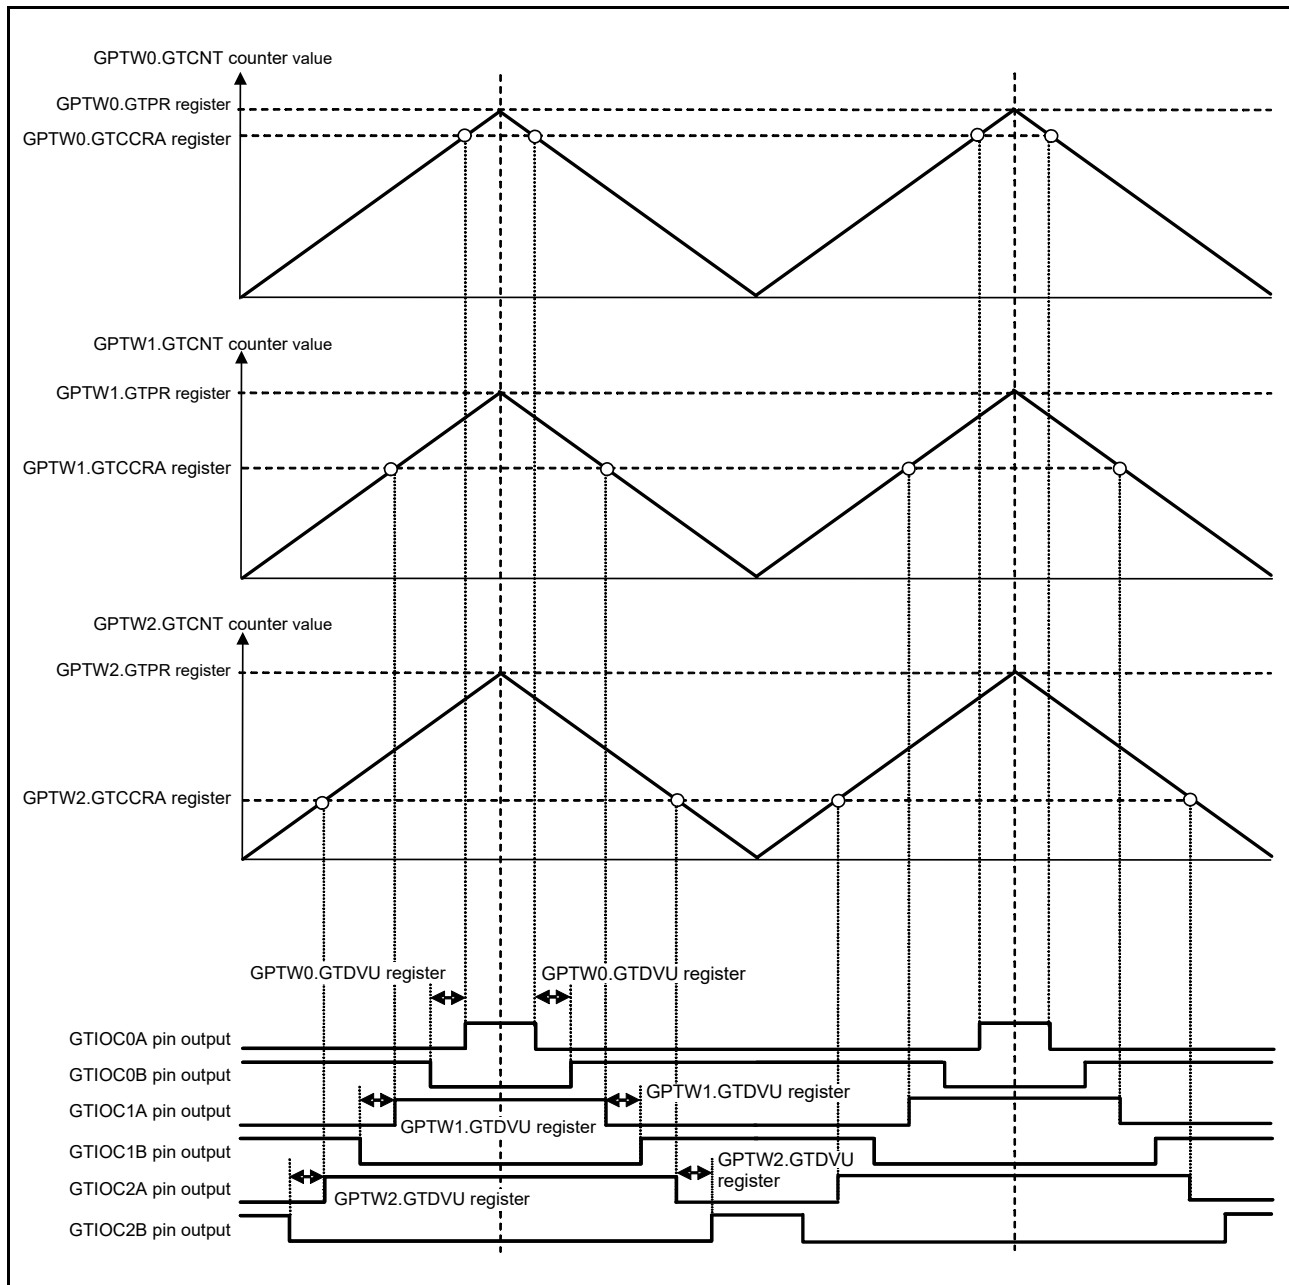 GPTW0.GTCNT counter value
GPTW0.GTPR register
GPTW0.GTCCRA register
GPTW1.GTCNT counter value
GPTW1.GTPR register
GPTW1.GTCCRA register
GPTW2.GTCNT counter value
GPTW2.GTPR register
GPTW2.GTCCRA register
GPTW0.GTDVU register
GPTW0.GTDVU register
GTIOC0A pin output
GTIOC0B pin output
GPTW1.GTDVU register
GTIOC1A pin output
GPTW1.GTDVU register
GTIOC1B pin output
GPTW2.GTDVU
register
GTIOC2A pin output
GPTW2.GTDVU register
GTIOC2B pin output